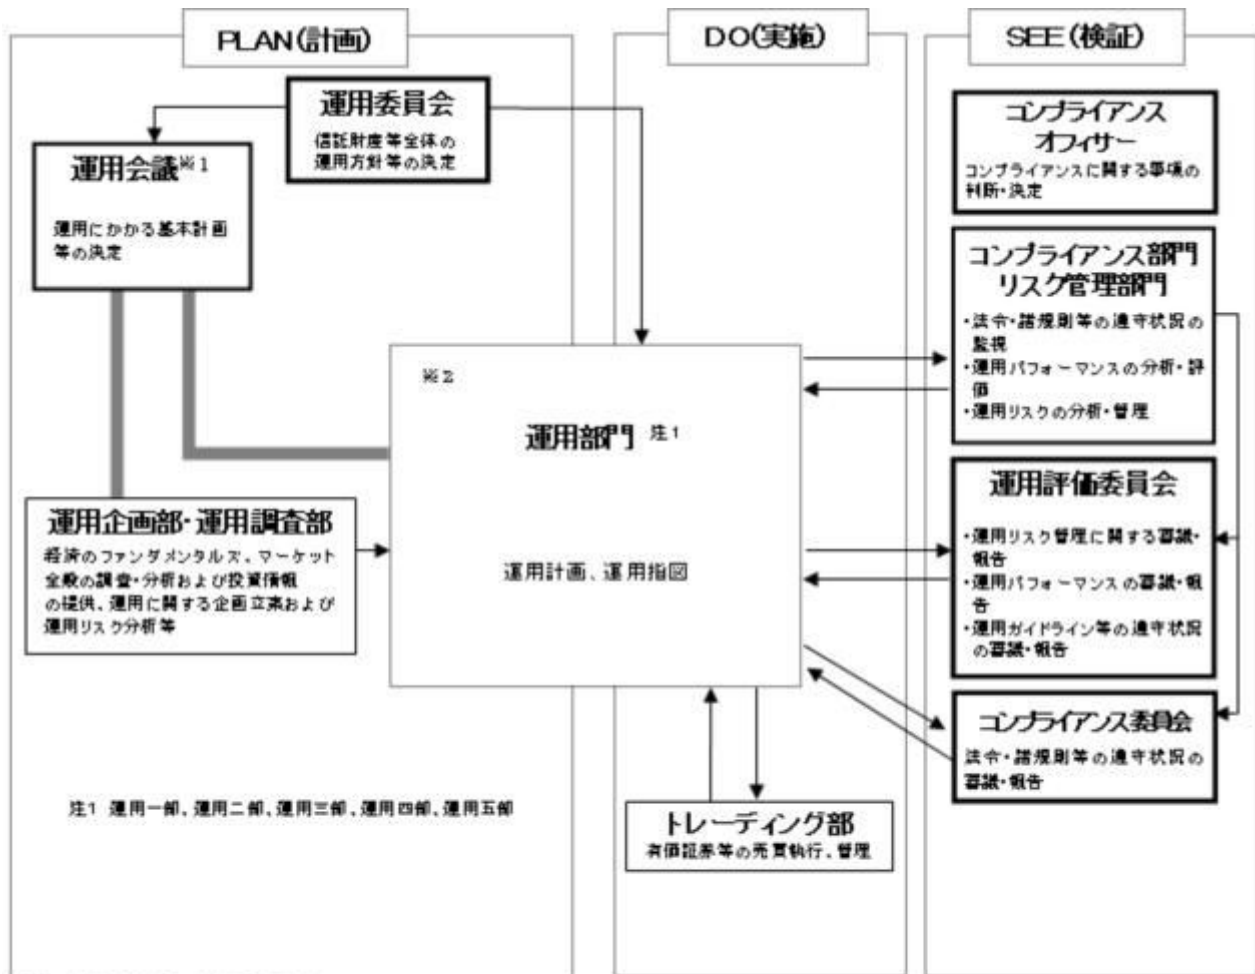 PLAN(計画)
運用委員会
信託財産等全体の
運用方針等の決定
運用会議※1
運用にかかる基本計画
等の決定
運用企画部・運用調査部
経済のファンダメンタルズ、マーケット
全般の調査・分析および投資情報
の提供、運用に関する企画立案および
運用リスク分析等
注1 運用一部、運用二部、運用三部、運用四部、運用五部
DO(実施)
※2
運用部門 注1
運用計画、運用指図
トレーディング部
有価証券等の売買執行、管理
SEE(検証)
コンプライアンス
オフィサー
コンプライアンスに関する事項の
判断・決定
コンプライアンス部門
リスク管理部門
・法令・諸規則等の遵守状況の
監視
・運用パフォーマンスの分析・評
価
・運用リスクの分析・管理
運用評価委員会
・運用リスク管理に関する審議・
報告
・運用パフォーマンスの審議・報
告
・運用ガイドライン等の遵守状況
の審議・報告
コンプライアンス委員会
法令・諸規則等の遵守状況の
審議・報告